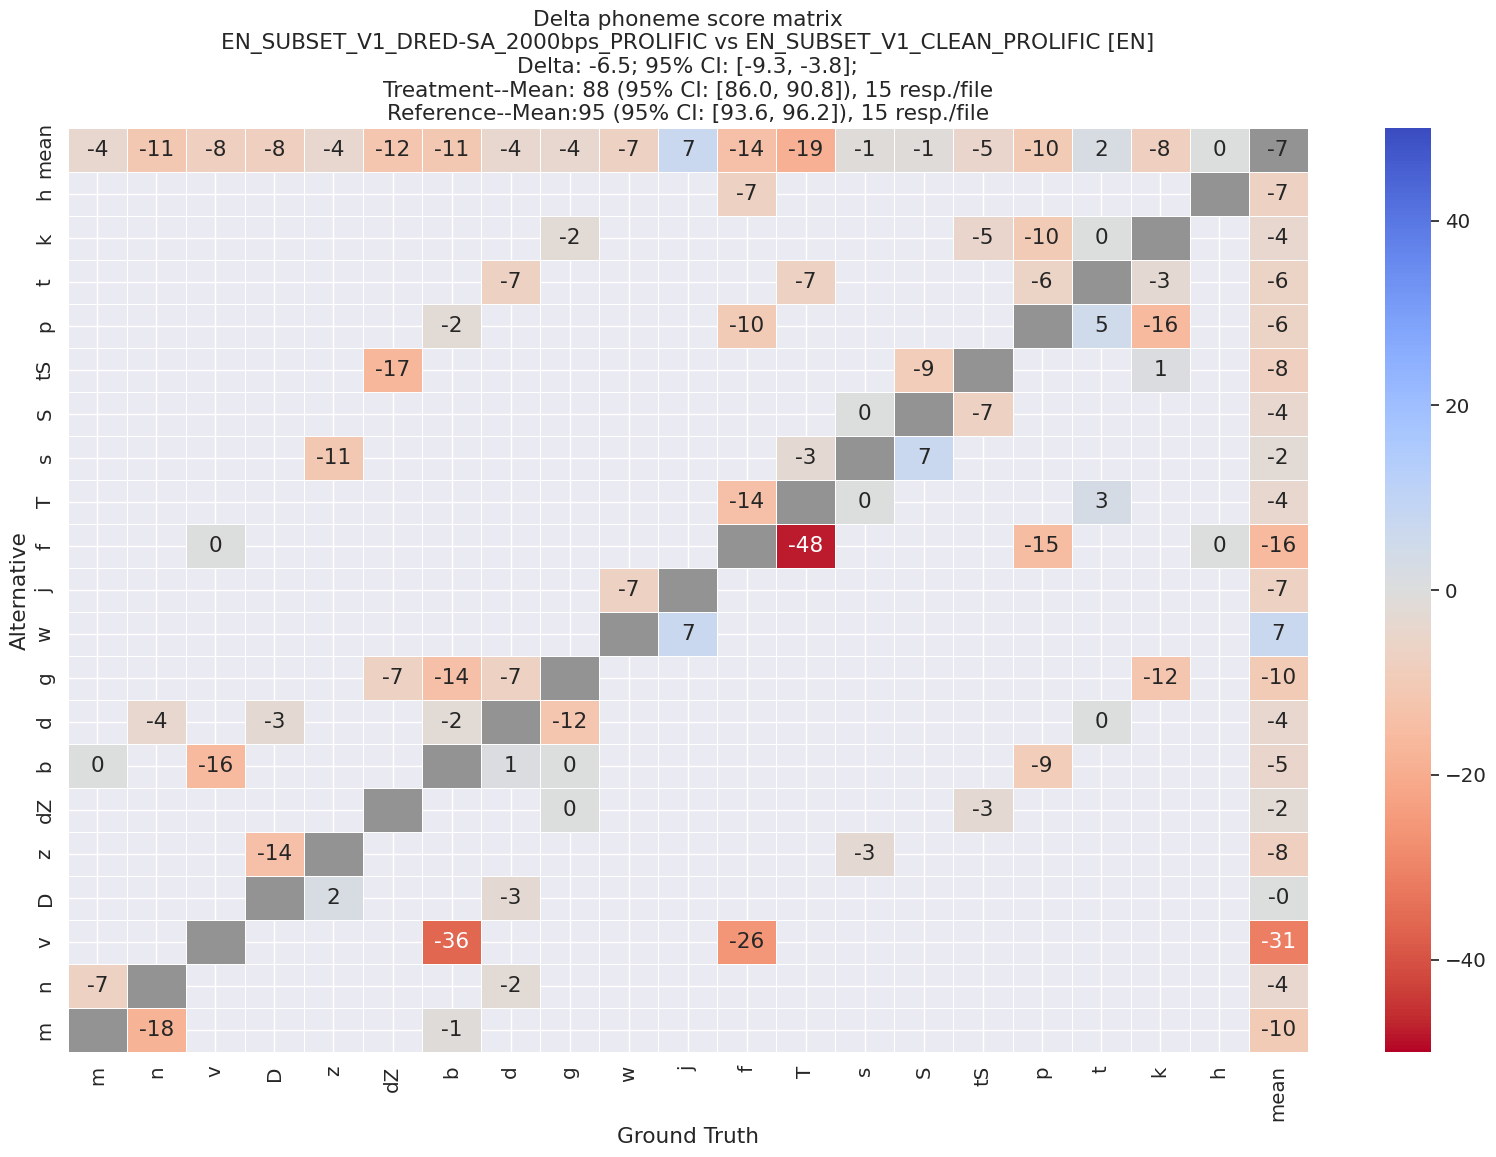 Delta phoneme score matrix
EN_SUBSET_V1_DRED-SA_2000bps_PROLIFIC vs EN_SUBSET_V1_CLEAN_PROLIFIC [EN]
Delta: -6.5; 95% CI: [-9.3, -3.8];
Treatment--Mean: 88 (95% CI: [86.0, 90.8]), 15 resp./file
Reference--Mean:95 (95% CI: [93.6, 96.2]), 15 resp./file
mean -4 -11 -8 -8 -4 -12 -11 -4 -4 -7 7 -14 -19 -1 -1 -5 -10 2 -8 0 -7
h -7 -7
k -2 -5 -10 0 -4
t -7 -7 -6 -3 -6
p -2 -10 5 -16 -6
tS -17 -9 1 -8
S 0 -7 -4
s -11 -3 7 -2
T -14 0 3 -4
f 0 -48 -15 0 -16
j -7 -7
w 7 7
g -7 -14 -7 -12 -10
d -4 -3 -2 -12 0 -4
b 0 -16 1 0 -9 -5
dZ 0 -3 -2
z -14 -3 -8
D 2 -3 -0
v -36 -26 -31
n -7 -2 -4
m -18 -1 -10
m n v D z dZ b d g w j f T s S tS p t k h mean
Ground Truth
Alternative
40
20
0
−20
−40